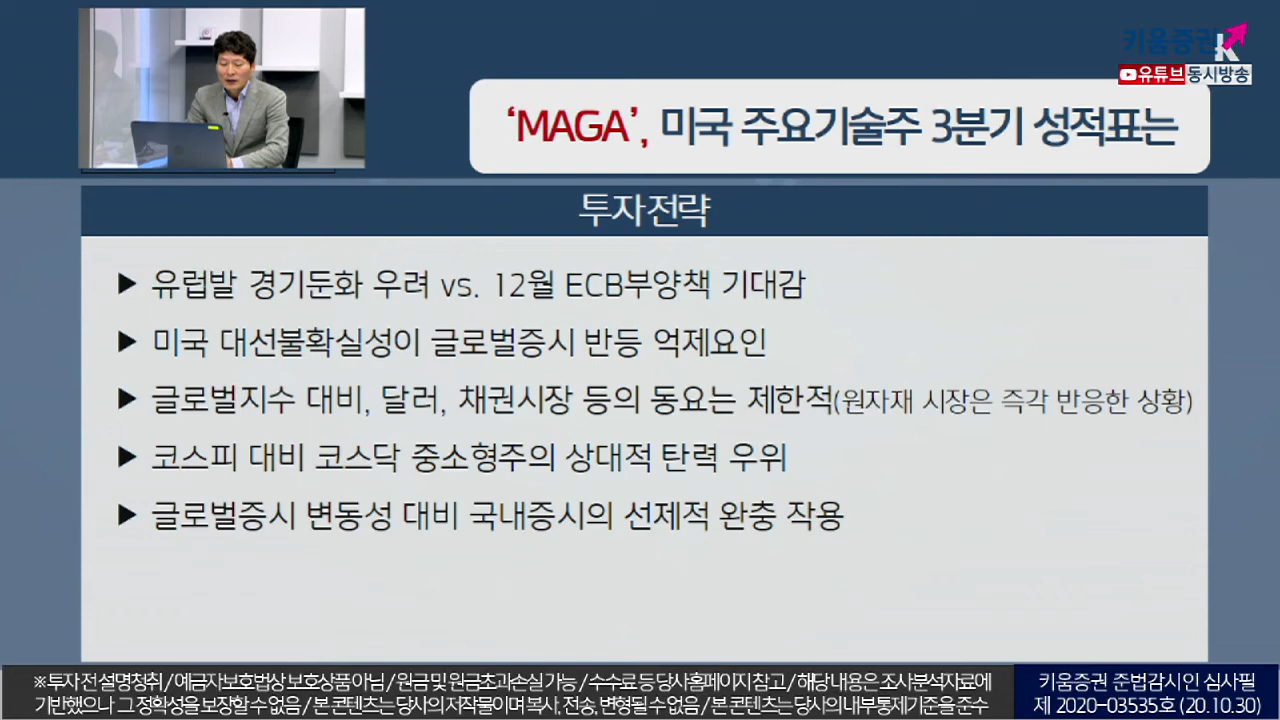 키움증권
유튜브동시방송
‘MAGA’, 미국 주요기술주 3분기 성적표는
투자전략
▶ 유럽발 경기둔화 우려 vs. 12월 ECB부양책 기대감
▶ 미국 대선불확실성이 글로벌증시 반등 억제요인
▶ 글로벌지수 대비, 달러, 채권시장 등의 동요는 제한적(원자재 시장은 즉각 반응한 상황)
▶ 코스피 대비 코스닥 중소형주의 상대적 탄력 우위
▶ 글로벌증시 변동성 대비 국내증시의 선제적 완충 작용
※ 투자 전 설명청취 / 예금자보호법상 보호상품 아님 / 원금 및 원금초과손실 가능 / 수수료 등 당사홈페이지 참고 / 해당 내용은 조사분석자료에
기반했으나 그 정확성을 보장할 수 없음 / 본 콘텐츠는 당사의 저작물이며 복사, 전송, 변형될 수 없음 / 본 콘텐츠는 당사의 내부통제기준을 준수
키움증권 준법감시인 심사필
제 2020-03535호 (20.10.30)